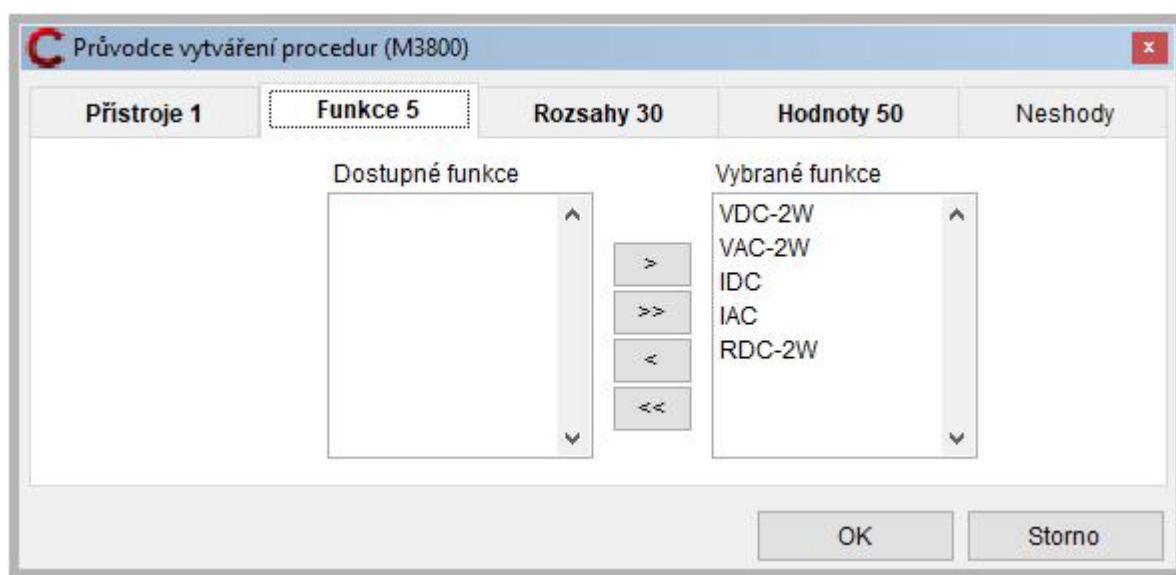 Průvodce vytváření procedur (M3800)
x
Přístroje 1 Funkce 5 Rozsahy 30 Hodnoty 50 Neshody
Dostupné funkce
Vybrané funkce
VDC-2W
VAC-2W
IDC
IAC
RDC-2W
>
>>
<
<<
OK Storno